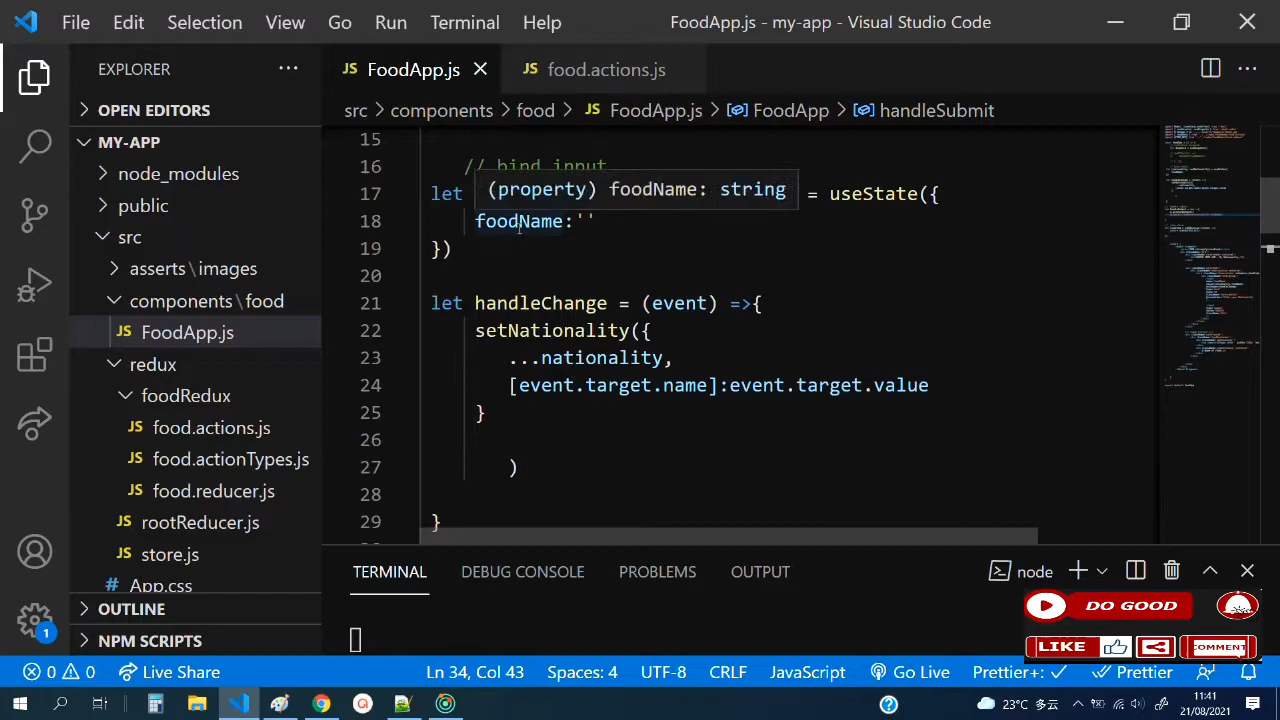 File Edit Selection View Go Run Terminal Help FoodApp.js - my-app - Visual Studio Code
EXPLORER
JS FoodApp.js
JS food.actions.js
src > components > food > JS FoodApp.js > FoodApp > handleSubmit
OPEN EDITORS
MY-APP
node_modules
public
src
asserts\images
components\food
JS FoodApp.js
redux
foodRedux
JS food.actions.js
JS food.actionTypes.js
JS food.reducer.js
JS rootReducer.js
JS store.js
# App.css
OUTLINE
NPM SCRIPTS
15
16 // bind input
17 let = useState({
(property) foodName: string
18 foodName:''
19 })
20
21 let handleChange = (event) =>{
22 setNationality({
23 .nationality,
24 [event.target.name]:event.target.value
25 }
26
27 )
28
29 }
TERMINAL DEBUG CONSOLE PROBLEMS OUTPUT
node
DO GOOD
LIKE
COMMENT
1
0 0 Live Share
Ln 34, Col 43 Spaces: 4 UTF-8 CRLF JavaScript Go Live Prettier+: ✓ Prettier
23°C 多云
11:41
21/08/2021